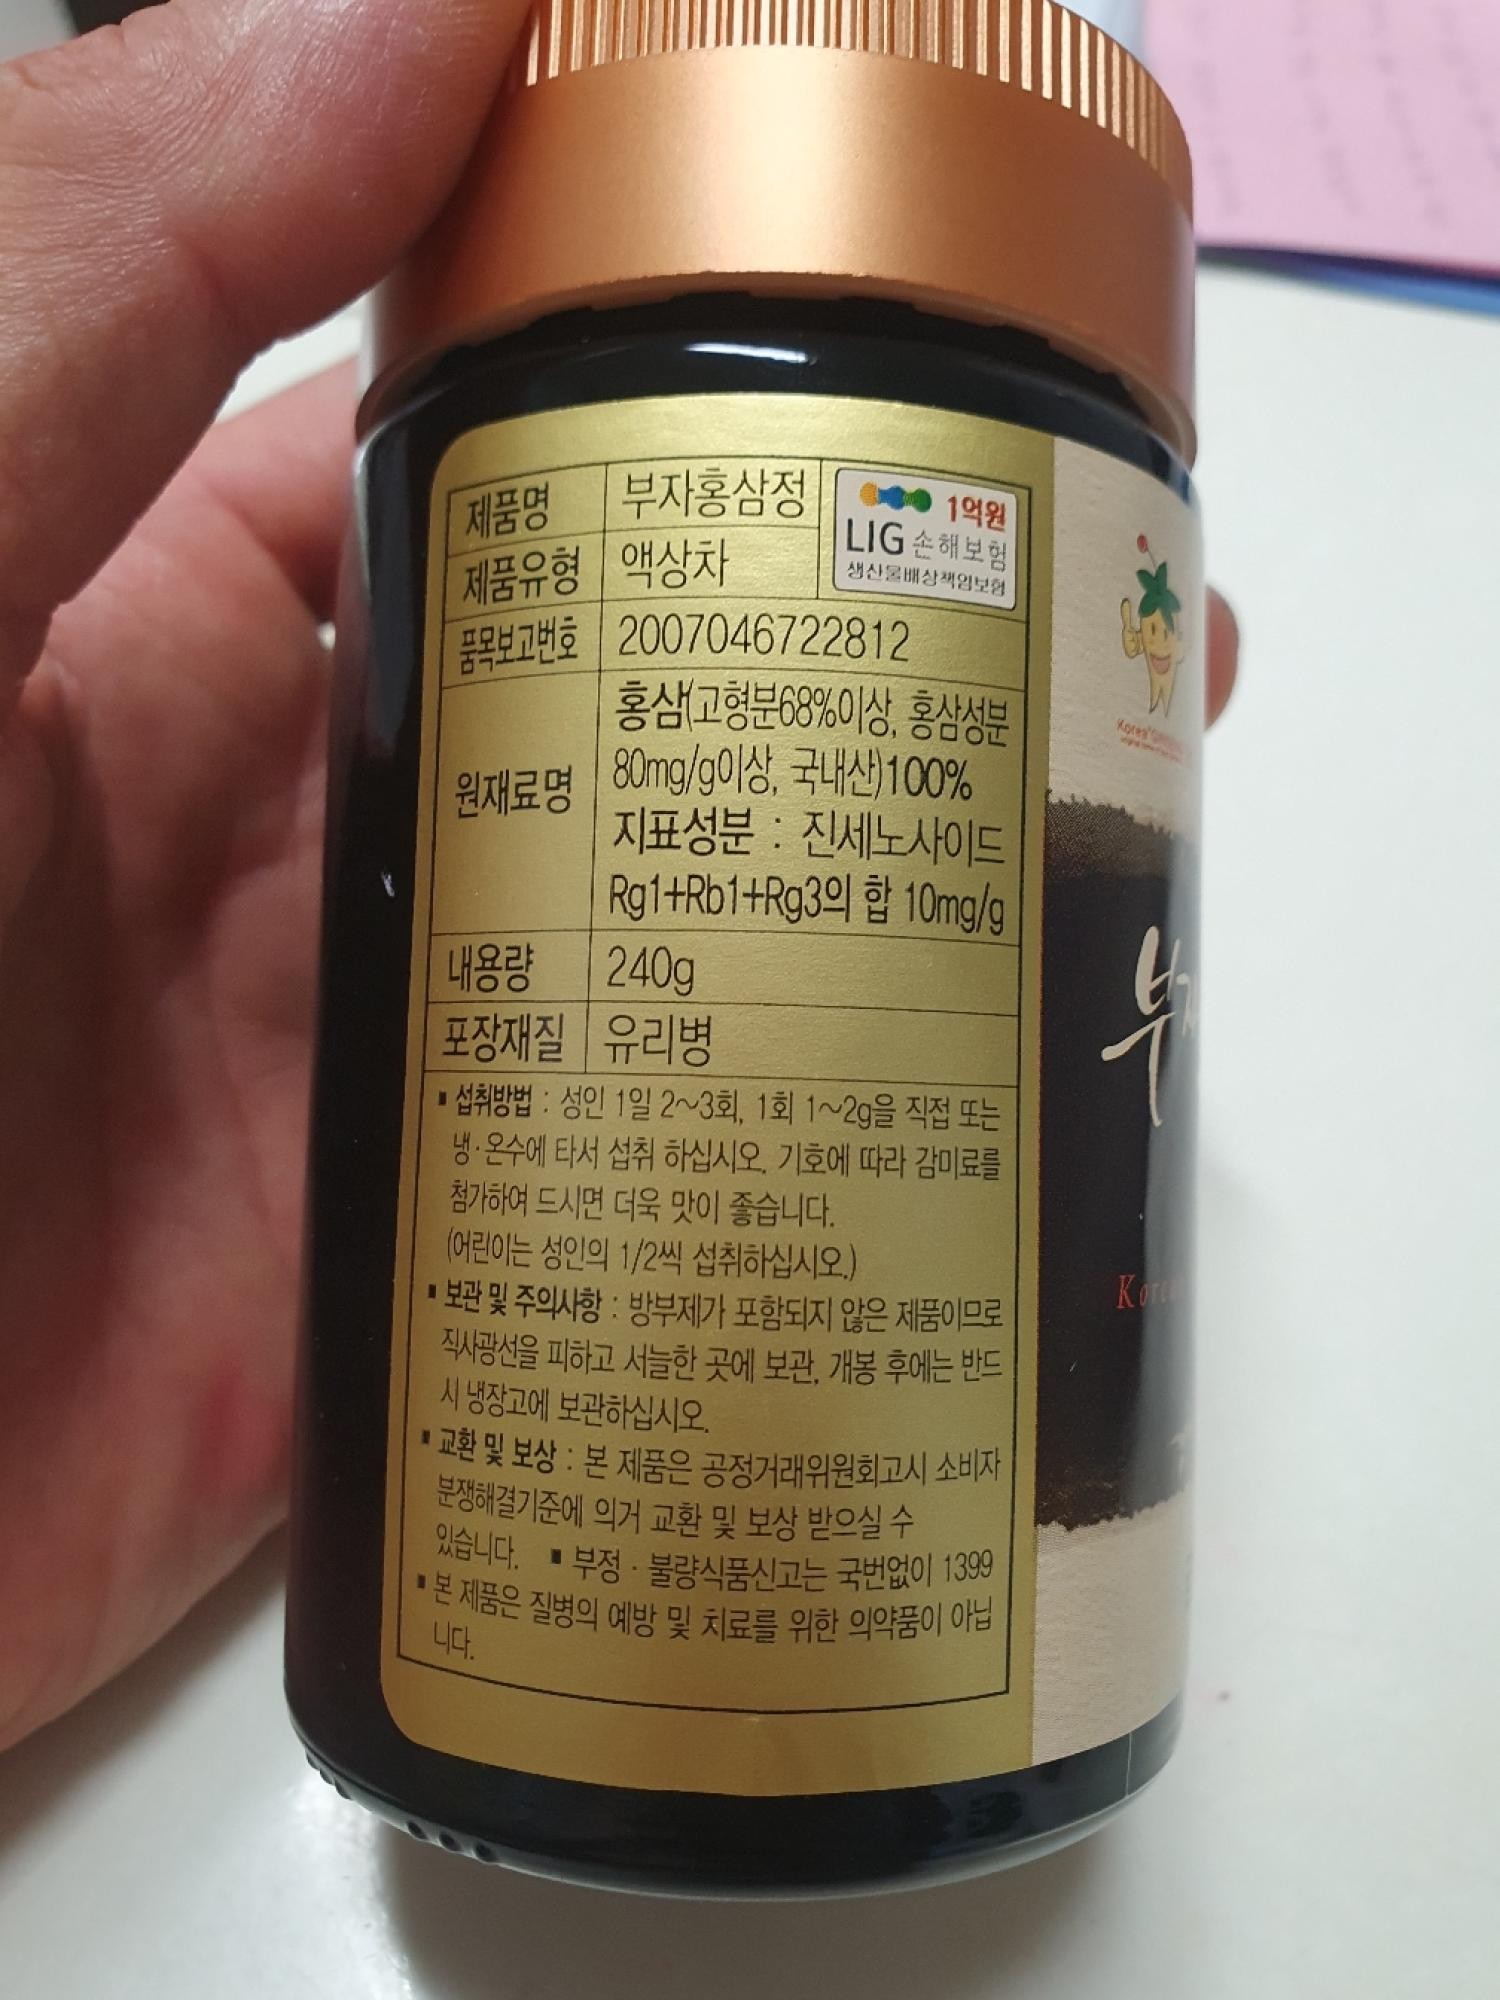 제품명 부자홍삼정
제품유형 액상차
1억원
LIG 손해보험
생산물배상책임보험
품목보고번호 2007046722812
원재료명
홍삼(고형분68%이상, 홍삼성분
80mg/g이상, 국내산)100%
지표성분 : 진세노사이드
Rg1+Rb1+Rg3의 합 10mg/g
내용량 240g
포장재질 유리병
▪ 섭취방법 : 성인 1일 2~3회, 1회 1~2g을 직접 또는
냉·온수에 타서 섭취 하십시오. 기호에 따라 감미료를
첨가하여 드시면 더욱 맛이 좋습니다.
(어린이는 성인의 1/2씩 섭취하십시오.)
▪ 보관 및 주의사항 : 방부제가 포함되지 않은 제품이므로
직사광선을 피하고 서늘한 곳에 보관, 개봉 후에는 반드
시 냉장고에 보관하십시오.
▪ 교환 및 보상 : 본 제품은 공정거래위원회고시 소비자
분쟁해결기준에 의거 교환 및 보상 받으실 수
있습니다. ▪ 부정 · 불량식품신고는 국번없이 1399
▪ 본 제품은 질병의 예방 및 치료를 위한 의약품이 아닙
니다.
부자